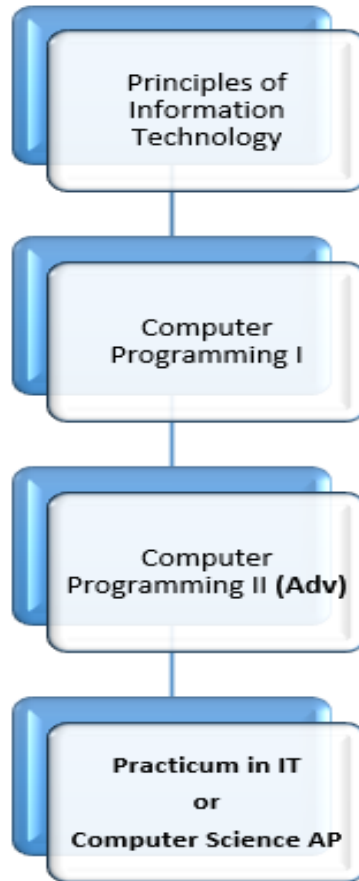 Principles of
Information
Technology
Computer
Programming I
Computer
Programming II (Adv)
Practicum in IT
or
Computer Science AP